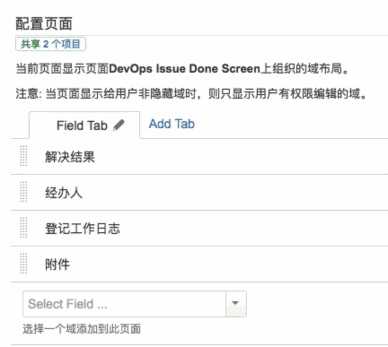 配置页面
共享 2 个项目
当前页面显示页面DevOps Issue Done Screen上组织的域布局。
注意: 当页面显示给用户非隐藏域时，则只显示用户有权限编辑的域。
Field Tab Add Tab
解决结果
经办人
登记工作日志
附件
Select Field ...
选择一个域添加到此页面